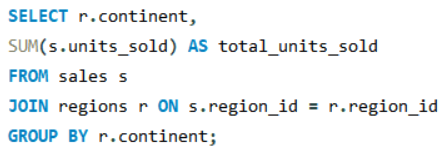 SELECT r.continent,
SUM(s.units_sold) AS total_units_sold
FROM sales s
JOIN regions r ON s.region_id = r.region_id
GROUP BY r.continent;